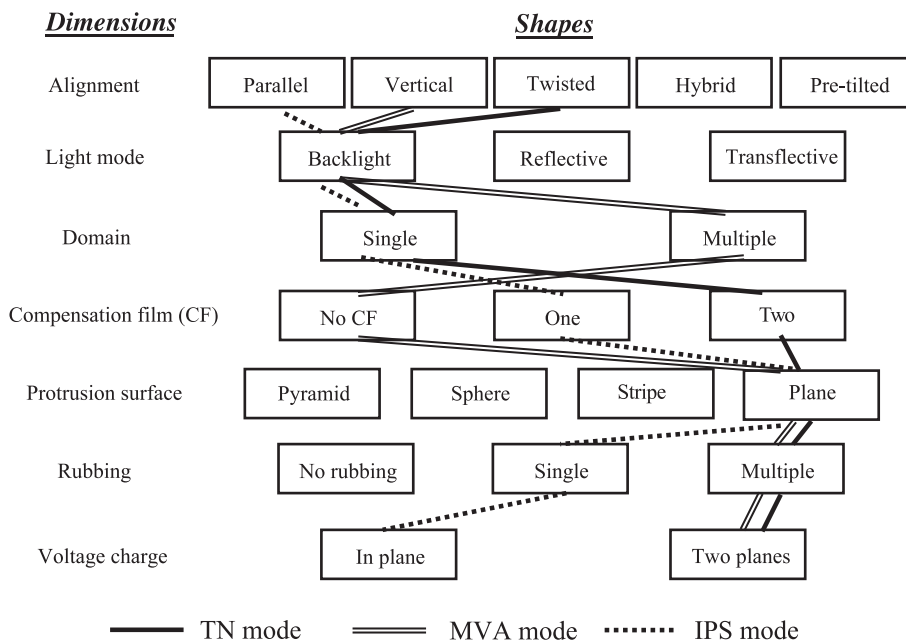 Dimensions Shapes
Alignment Parallel Vertical Twisted Hybrid Pre-tilted
Light mode Backlight Reflective Transflective
Domain Single Multiple
Compensation film (CF) No CF One Two
Protrusion surface Pyramid Sphere Stripe Plane
Rubbing No rubbing Single Multiple
Voltage charge In plane Two planes
TN mode MVA mode IPS mode